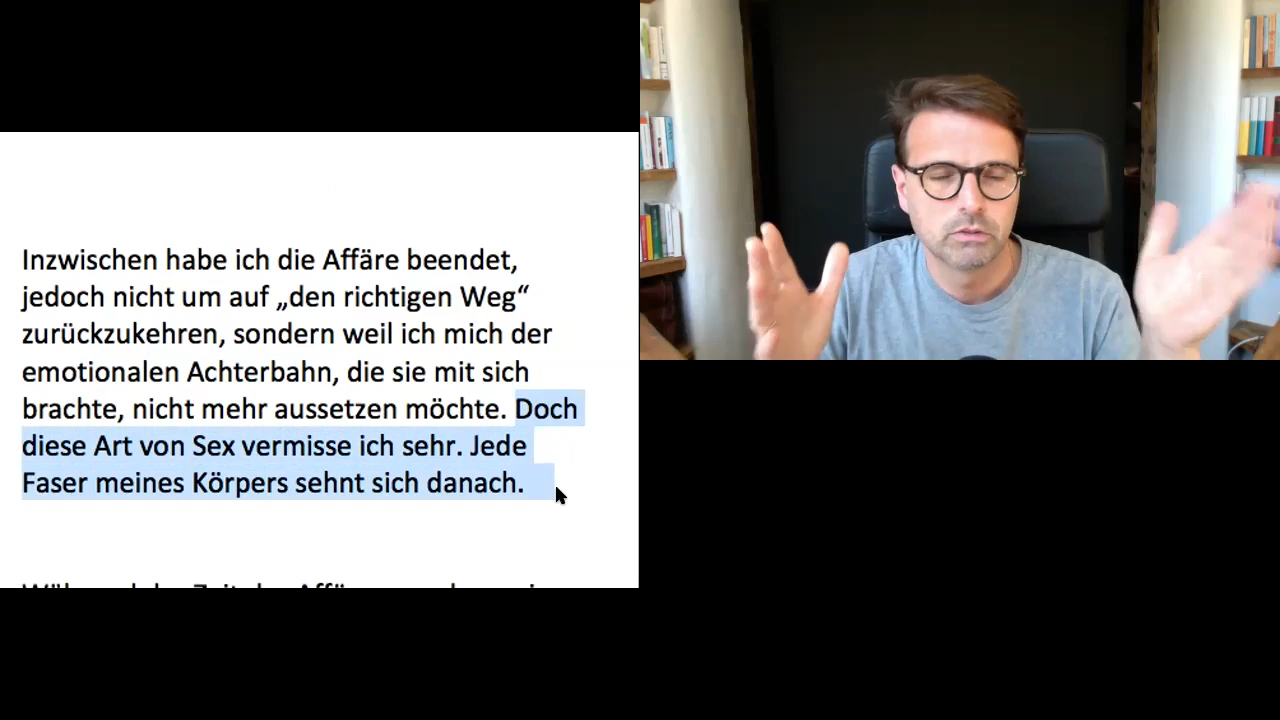 Inzwischen habe ich die Affäre beendet,
jedoch nicht um auf „den richtigen Weg“
zurückzukehren, sondern weil ich mich der
emotionalen Achterbahn, die sie mit sich
brachte, nicht mehr aussetzen möchte. Doch
diese Art von Sex vermisse ich sehr. Jede
Faser meines Körpers sehnt sich danach.